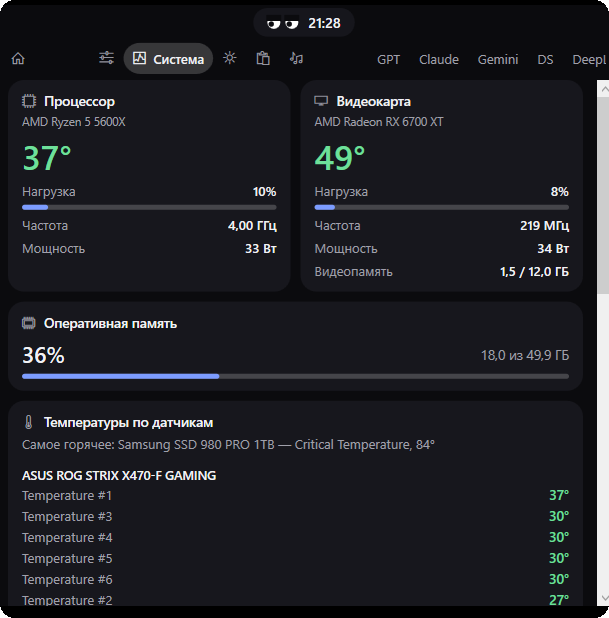 21:28
Система
GPT Claude Gemini DS Deepl
Процессор
AMD Ryzen 5 5600X
37°
Нагрузка 10%
Частота 4,00 ГГц
Мощность 33 Вт
Видеокарта
AMD Radeon RX 6700 XT
49°
Нагрузка 8%
Частота 219 МГц
Мощность 34 Вт
Видеопамять 1,5 / 12,0 ГБ
Оперативная память
36% 18,0 из 49,9 ГБ
Температуры по датчикам
Самое горячее: Samsung SSD 980 PRO 1TB — Critical Temperature, 84°
ASUS ROG STRIX X470-F GAMING
Temperature #1 37°
Temperature #3 30°
Temperature #4 30°
Temperature #5 30°
Temperature #6 30°
Temperature #2 27°